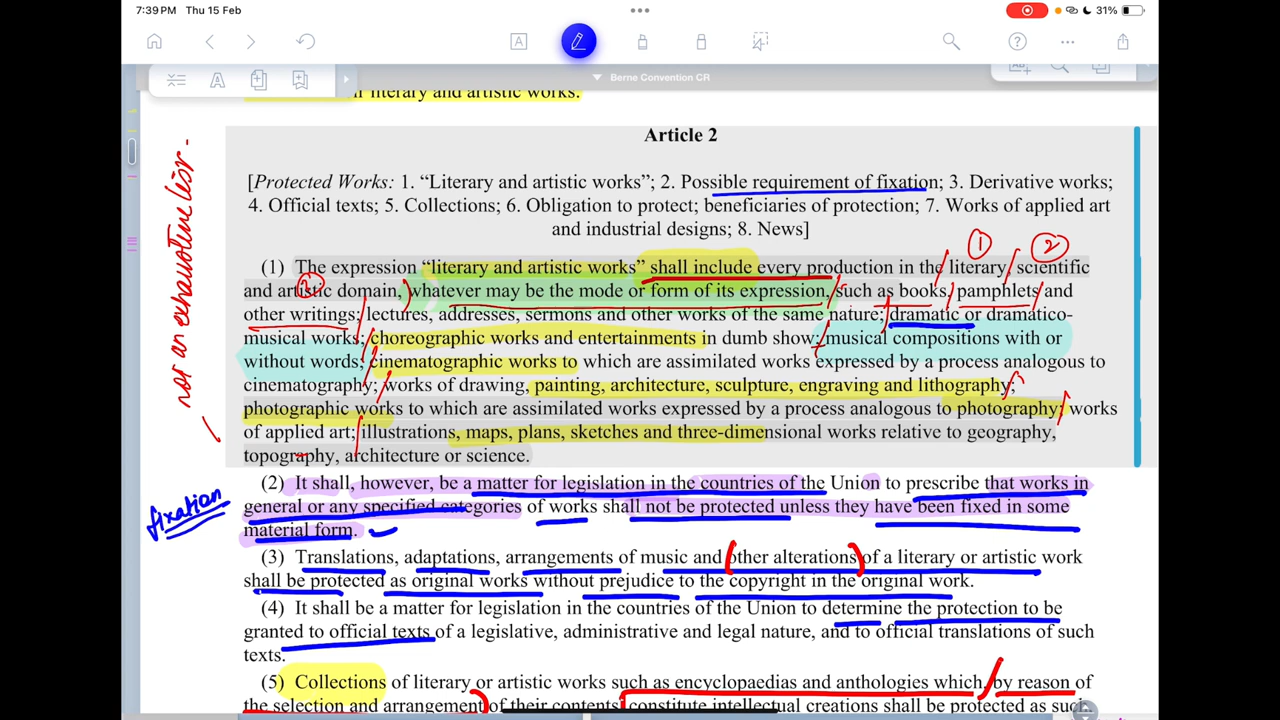 7:39 PM Thu 15 Feb
31%
A
Berne Convention CR
literary and artistic works.
Article 2
[Protected Works: 1. “Literary and artistic works”; 2. Possible requirement of fixation; 3. Derivative works;
4. Official texts; 5. Collections; 6. Obligation to protect; beneficiaries of protection; 7. Works of applied art
and industrial designs; 8. News]
① ②
(1) The expression “literary and artistic works” shall include every production in the literary, scientific
and artistic domain, whatever may be the mode or form of its expression, such as books, pamphlets and
other writings; lectures, addresses, sermons and other works of the same nature; dramatic or dramatico-
musical works; choreographic works and entertainments in dumb show; musical compositions with or
without words; cinematographic works to which are assimilated works expressed by a process analogous to
cinematography; works of drawing, painting, architecture, sculpture, engraving and lithography;
photographic works to which are assimilated works expressed by a process analogous to photography; works
of applied art; illustrations, maps, plans, sketches and three-dimensional works relative to geography,
topography, architecture or science.
not an exhaustive list.
(2) It shall, however, be a matter for legislation in the countries of the Union to prescribe that works in
general or any specified categories of works shall not be protected unless they have been fixed in some
material form.
fixation
(3) Translations, adaptations, arrangements of music and other alterations of a literary or artistic work
shall be protected as original works without prejudice to the copyright in the original work.
(4) It shall be a matter for legislation in the countries of the Union to determine the protection to be
granted to official texts of a legislative, administrative and legal nature, and to official translations of such
texts.
(5) Collections of literary or artistic works such as encyclopaedias and anthologies which, by reason of
the selection and arrangement of their contents, constitute intellectual creations shall be protected as such,